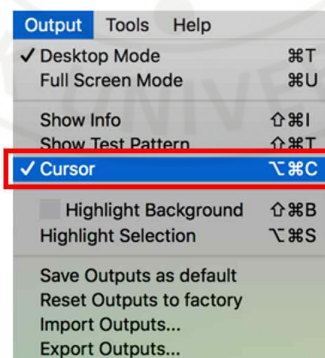 Output Tools Help
✓ Desktop Mode ⌘T
Full Screen Mode ⌘U
Show Info ⇧⌘I
Show Test Pattern ⇧⌘T
✓ Cursor ⌥⌘C
Highlight Background ⇧⌘B
Highlight Selection ⌥⌘S
Save Outputs as default
Reset Outputs to factory
Import Outputs...
Export Outputs...